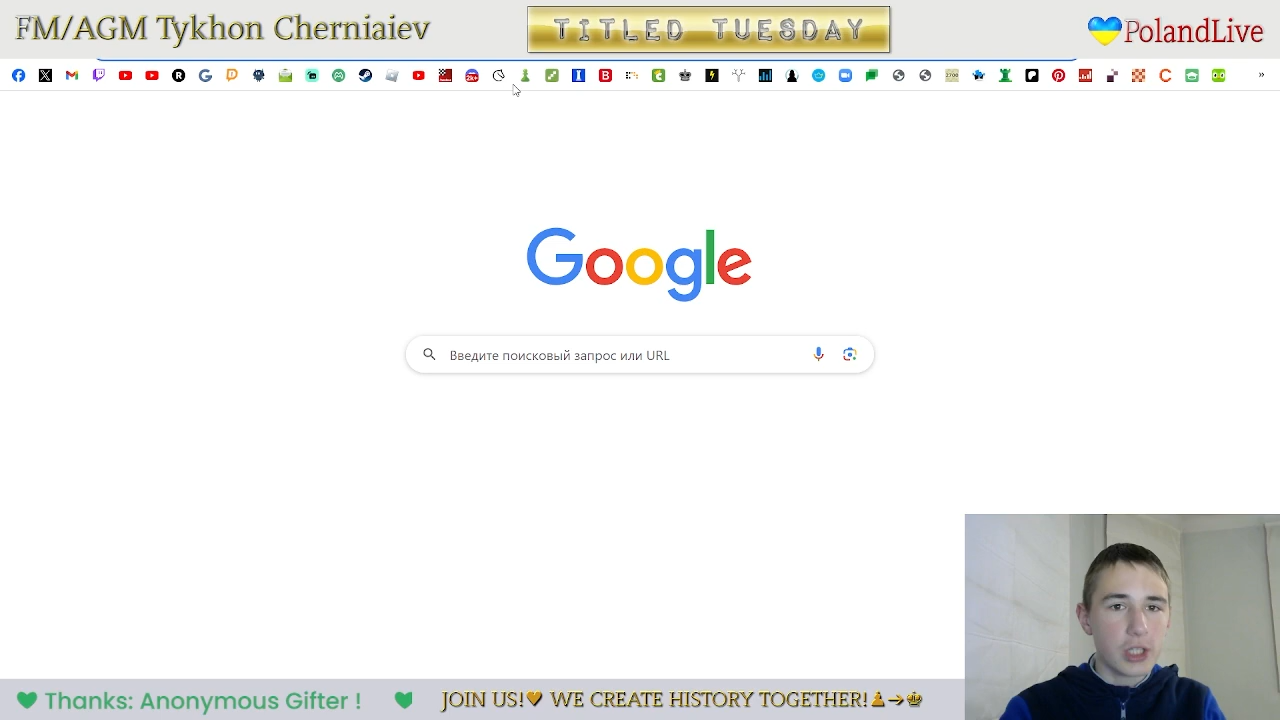 FM/AGM Tykhon Cherniaiev
TITLED TUESDAY
PolandLive
Google
Введите поисковый запрос или URL
Thanks: Anonymous Gifter !
JOIN US! WE CREATE HISTORY TOGETHER!